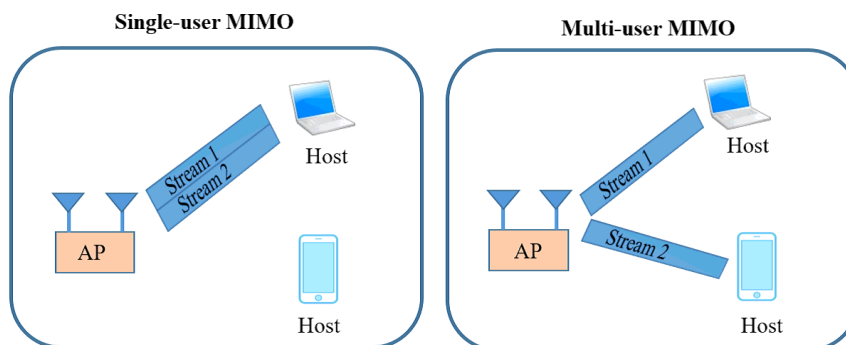 Single-user MIMO
Stream 1
Stream 2
Host
AP
Host
Multi-user MIMO
Stream 1
Host
Stream 2
AP
Host